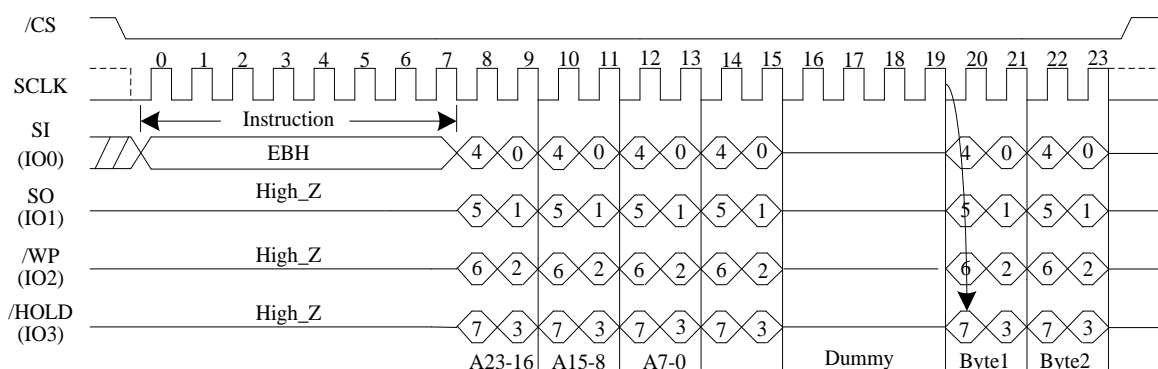 /CS
0 1 2 3 4 5 6 7 8 9 10 11 12 13 14 15 16 17 18 19 20 21 22 23
SCLK
Instruction
SI
(IO0)
EBH
4 0 4 0 4 0 4 0 4 0 4 0
SO
(IO1)
High_Z
5 1 5 1 5 1 5 1 5 1 5 1
/WP
(IO2)
High_Z
6 2 6 2 6 2 6 2 6 2 6 2
/HOLD
(IO3)
High_Z
7 3 7 3 7 3 7 3 7 3 7 3
A23-16 A15-8 A7-0 Dummy Byte1 Byte2